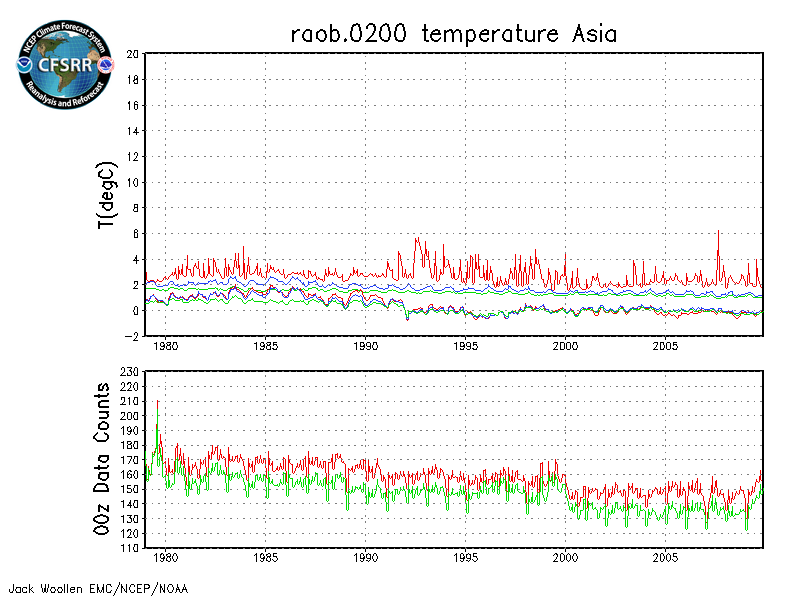 raob.0200 temperature Asia
NCEP Climate Forecast System
CFSRR
Reanalysis and Reforecast
T(degC)
20
18
16
14
12
10
8
6
4
2
0
−2
1980 1985 1990 1995 2000 2005
00z Data Counts
230
220
210
200
190
180
170
160
150
140
130
120
110
1980 1985 1990 1995 2000 2005
Jack Woollen EMC/NCEP/NOAA